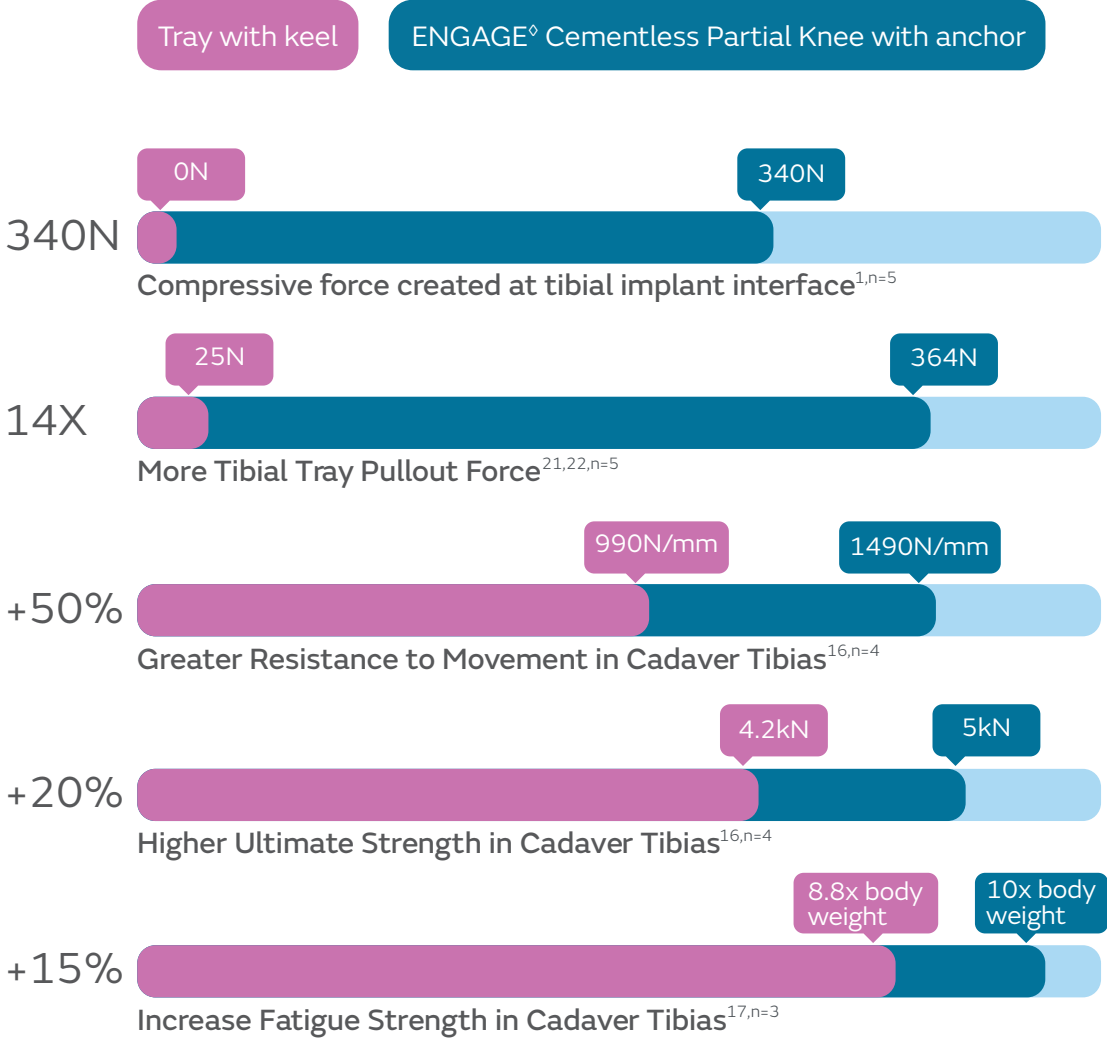 Tray with keel
ENGAGE◊ Cementless Partial Knee with anchor
0N
340N
340N
Compressive force created at tibial implant interface1,n=5
25N
364N
14X
More Tibial Tray Pullout Force21,22,n=5
990N/mm
1490N/mm
+50%
Greater Resistance to Movement in Cadaver Tibias16,n=4
4.2kN
5kN
+20%
Higher Ultimate Strength in Cadaver Tibias16,n=4
8.8x body
weight
10x body
weight
+15%
Increase Fatigue Strength in Cadaver Tibias17,n=3